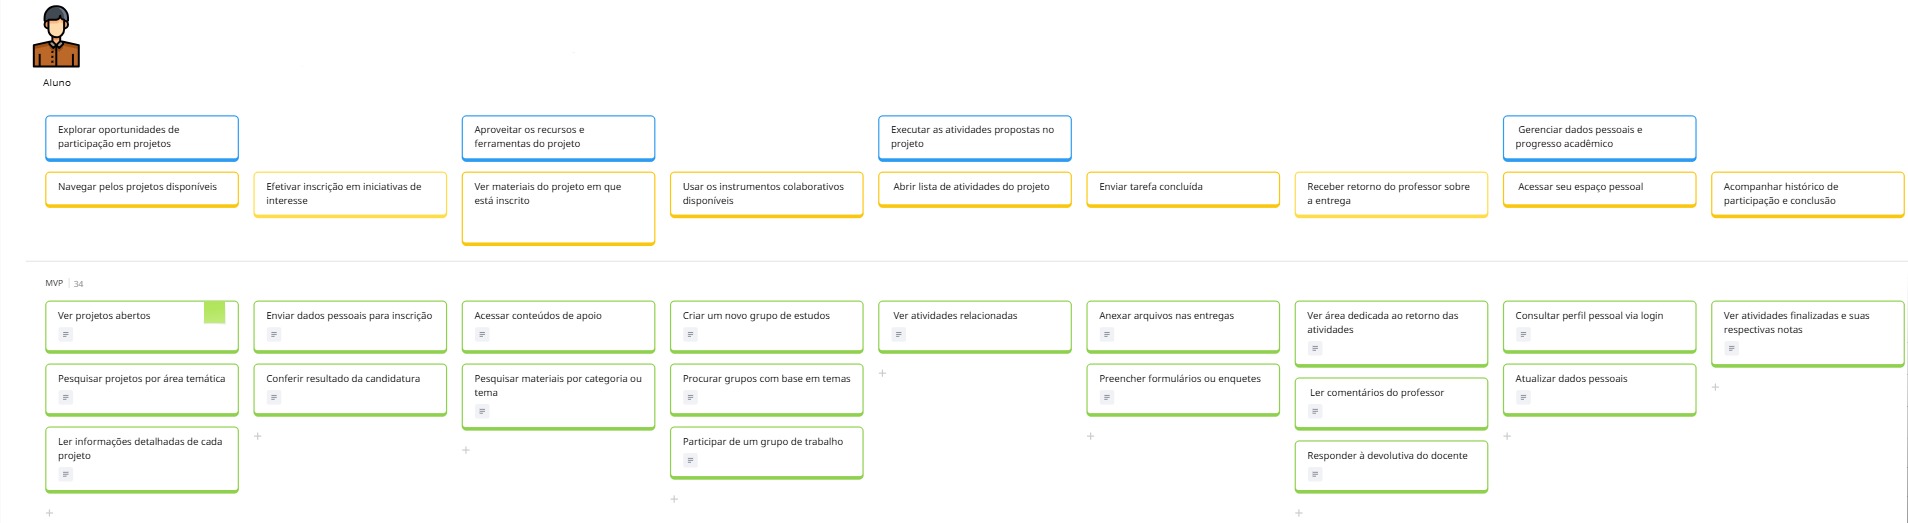 Aluno
Explorar oportunidades de
participação em projetos
Aproveitar os recursos e
ferramentas do projeto
Executar as atividades propostas no
projeto
Gerenciar dados pessoais e
progresso acadêmico
Navegar pelos projetos disponíveis
Efetivar inscrição em iniciativas de
interesse
Ver materiais do projeto em que
está inscrito
Usar os instrumentos colaborativos
disponíveis
Abrir lista de atividades do projeto
Enviar tarefa concluída
Receber retorno do professor sobre
a entrega
Acessar seu espaço pessoal
Acompanhar histórico de
participação e conclusão
MVP | 34
Ver projetos abertos
Enviar dados pessoais para inscrição
Acessar conteúdos de apoio
Criar um novo grupo de estudos
Ver atividades relacionadas
Anexar arquivos nas entregas
Ver área dedicada ao retorno das
atividades
Consultar perfil pessoal via login
Ver atividades finalizadas e suas
respectivas notas
Pesquisar projetos por área temática
Conferir resultado da candidatura
Pesquisar materiais por categoria ou
tema
Procurar grupos com base em temas
Preencher formulários ou enquetes
Ler comentários do professor
Atualizar dados pessoais
Ler informações detalhadas de cada
projeto
Participar de um grupo de trabalho
Responder à devolutiva do docente